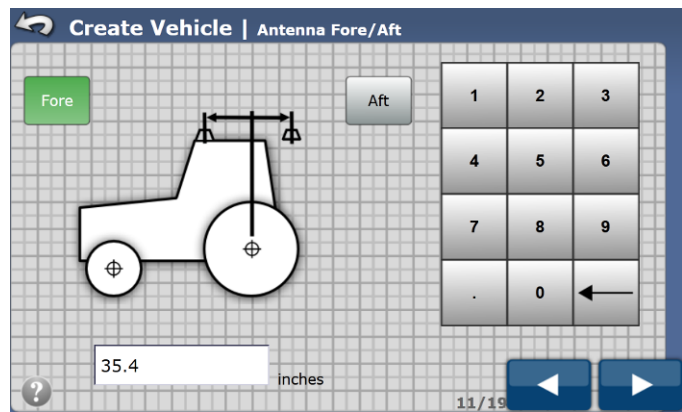 Create Vehicle | Antenna Fore/Aft
Fore
Aft
1 2 3
4 5 6
7 8 9
. 0
35.4
inches
?
11/19